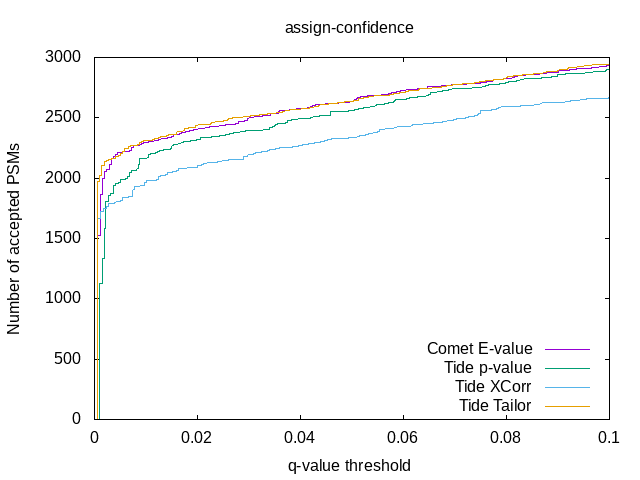 assign-confidence
3000
2500
2000
1500
1000
500
0
Number of accepted PSMs
Comet E-value
Tide p-value
Tide XCorr
Tide Tailor
0 0.02 0.04 0.06 0.08 0.1
q-value threshold